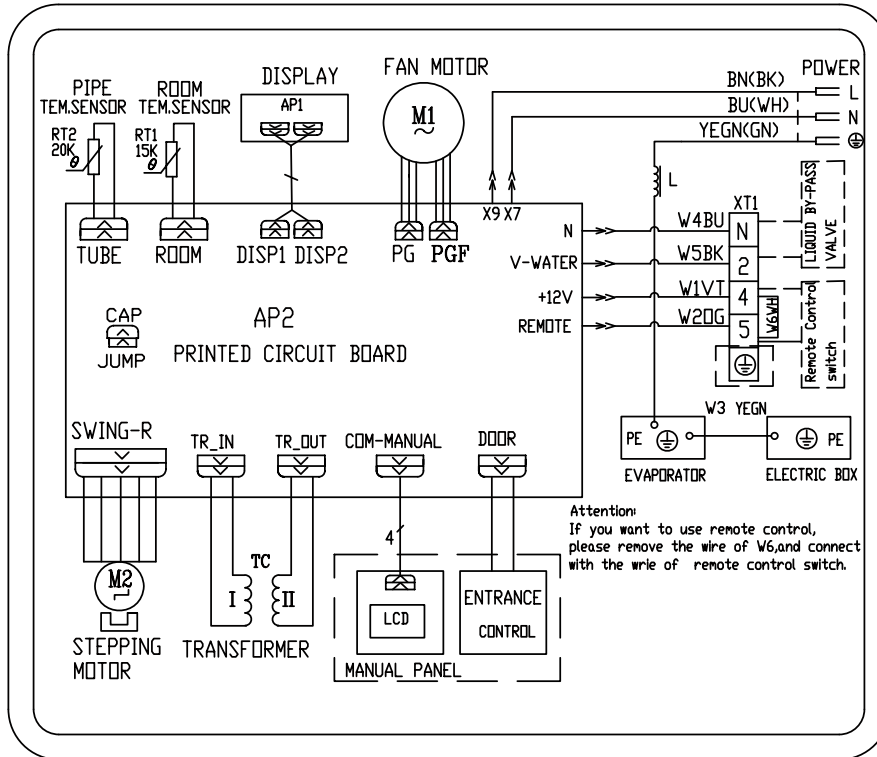 PIPE
TEM.SENSOR
RT2
20K
θ
ROOM
TEM.SENSOR
RT1
15K
θ
DISPLAY
AP1
FAN MOTOR
M1
~
POWER
BN(BK)
L
BU(WH)
N
YEGN(GN)
L
X9 X7
TUBE
ROOM
DISP1 DISP2
PG
PGF
N
V-WATER
+12V
REMOTE
W4BU
W5BK
W1VT
W2OG
XT1
N
2
4
5
W6WH
LIQUID BY-PASS
VALVE
Remote Control
switch
CAP
JUMP
AP2
PRINTED CIRCUIT BOARD
W3 YEGN
PE
EVAPORATOR
PE
ELECTRIC BOX
SWING-R
TR_IN
TR_OUT
COM-MANUAL
DOOR
Attention:
If you want to use remote control,
please remove the wire of W6,and connect
with the wrie of remote control switch.
M2
STEPPING
MOTOR
TC
I
II
TRANSFORMER
4
LCD
MANUAL PANEL
ENTRANCE
CONTROL